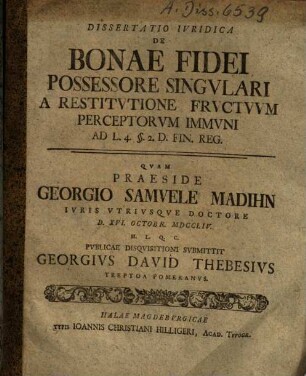 A. Diss. 6539
DISSERTATIO IVRIDICA
DE
BONAE FIDEI
POSSESSORE SINGVLARI
A RESTITVTIONE FRVCTVVM
PERCEPTORVM IMMVNI
AD L. 4. §. 2. D. FIN. REG.
QVAM
PRAESIDE
GEORGIO SAMVELE MADIHN
IVRIS VTRIVSQVE DOCTORE
D. XVI. OCTOBR. MDCCLIV.
H. L. Q. C.
PVBLICAE DISQVISITIONI SVBMITTIT
GEORGIVS DAVID THEBESIVS
TREPTOA POMERANVS.
HALAE MAGDEBVRGICAE
TYPIS IOANNIS CHRISTIANI HILLIGERI, ACAD. TYPOGR.